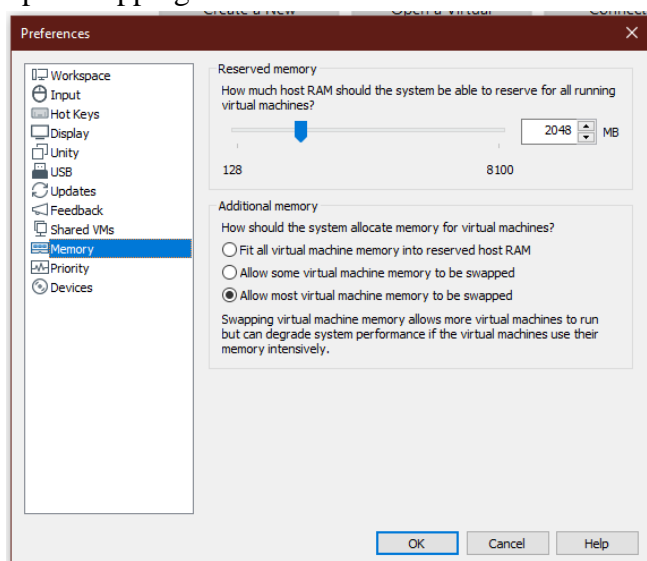 Create a New Open a Virtual Connect
Preferences
Workspace
Input
Hot Keys
Display
Unity
USB
Updates
Feedback
Shared VMs
Memory
Priority
Devices
Reserved memory
How much host RAM should the system be able to reserve for all running
virtual machines?
2048 MB
128 8100
Additional memory
How should the system allocate memory for virtual machines?
Fit all virtual machine memory into reserved host RAM
Allow some virtual machine memory to be swapped
Allow most virtual machine memory to be swapped
Swapping virtual machine memory allows more virtual machines to run
but can degrade system performance if the virtual machines use their
memory intensively.
OK Cancel Help